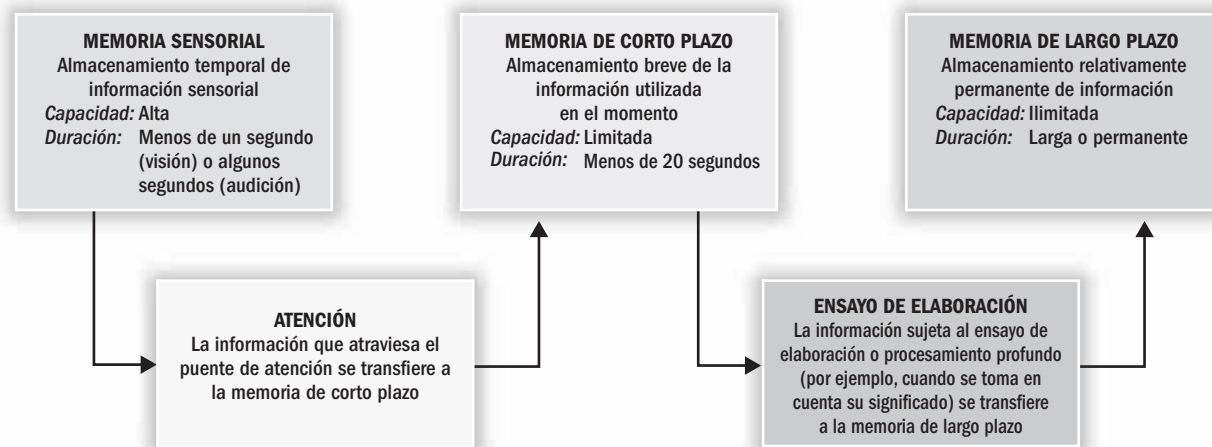 MEMORIA SENSORIAL
Almacenamiento temporal de
información sensorial
Capacidad: Alta
Duración: Menos de un segundo
(visión) o algunos
segundos (audición)
MEMORIA DE CORTO PLAZO
Almacenamiento breve de la
información utilizada
en el momento
Capacidad: Limitada
Duración: Menos de 20 segundos
MEMORIA DE LARGO PLAZO
Almacenamiento relativamente
permanente de información
Capacidad: Ilimitada
Duración: Larga o permanente
ATENCIÓN
La información que atraviesa el
puente de atención se transfiere a
la memoria de corto plazo
ENSAYO DE ELABORACIÓN
La información sujeta al ensayo de
elaboración o procesamiento profundo
(por ejemplo, cuando se toma en
cuenta su significado) se transfiere
a la memoria de largo plazo